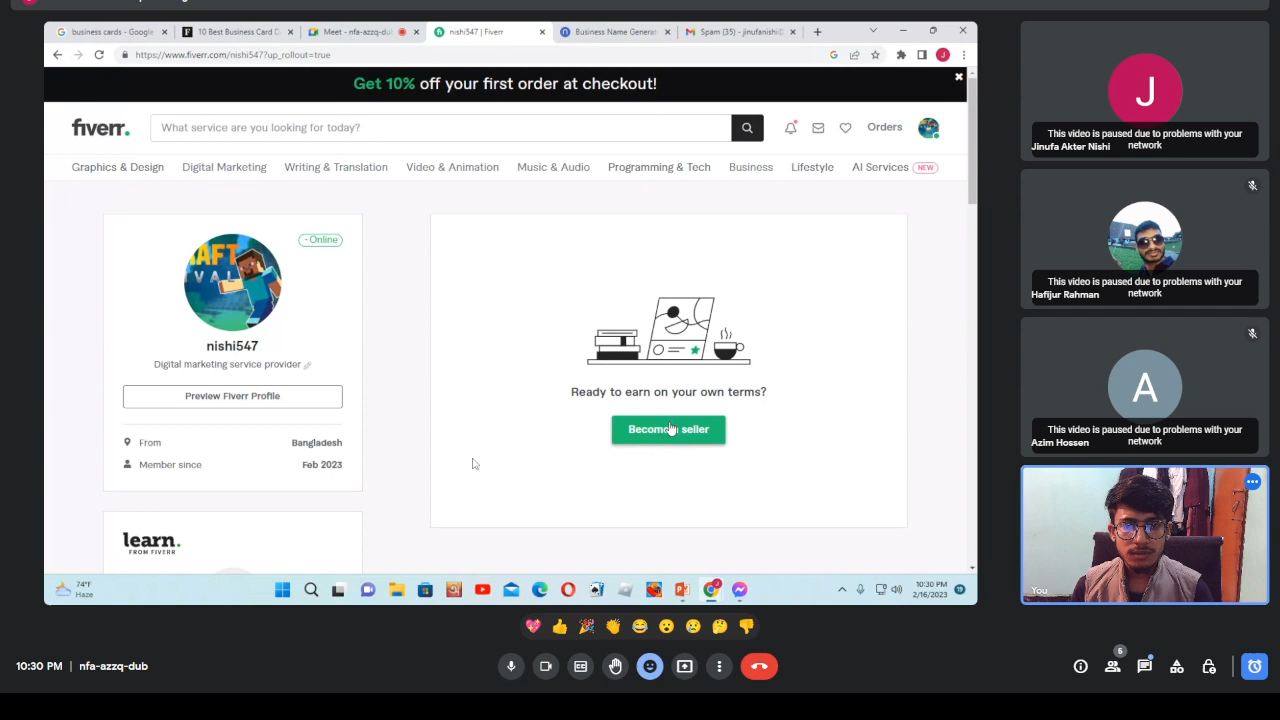 business cards - Google
10 Best Business Card D
Meet - nfa-azzq-dub
nishi547 | Fiverr
Business Name Generat
Spam (35) - jinufanishi@
https://www.fiverr.com/nishi547?up_rollout=true
Get 10% off your first order at checkout!
fiverr.
What service are you looking for today?
Orders
Graphics & Design
Digital Marketing
Writing & Translation
Video & Animation
Music & Audio
Programming & Tech
Business
Lifestyle
AI Services NEW
Online
nishi547
Digital marketing service provider
Preview Fiverr Profile
From Bangladesh
Member since Feb 2023
learn.
FROM FIVERR
Ready to earn on your own terms?
seller
74°F
Haze
10:30 PM
2/16/2023
19
J
This video is paused due to problems with your network
Jinufa Akter Nishi
This video is paused due to problems with your network
Hafijur Rahman
A
This video is paused due to problems with your network
Azim Hossen
You
10:30 PM | nfa-azzq-dub
5